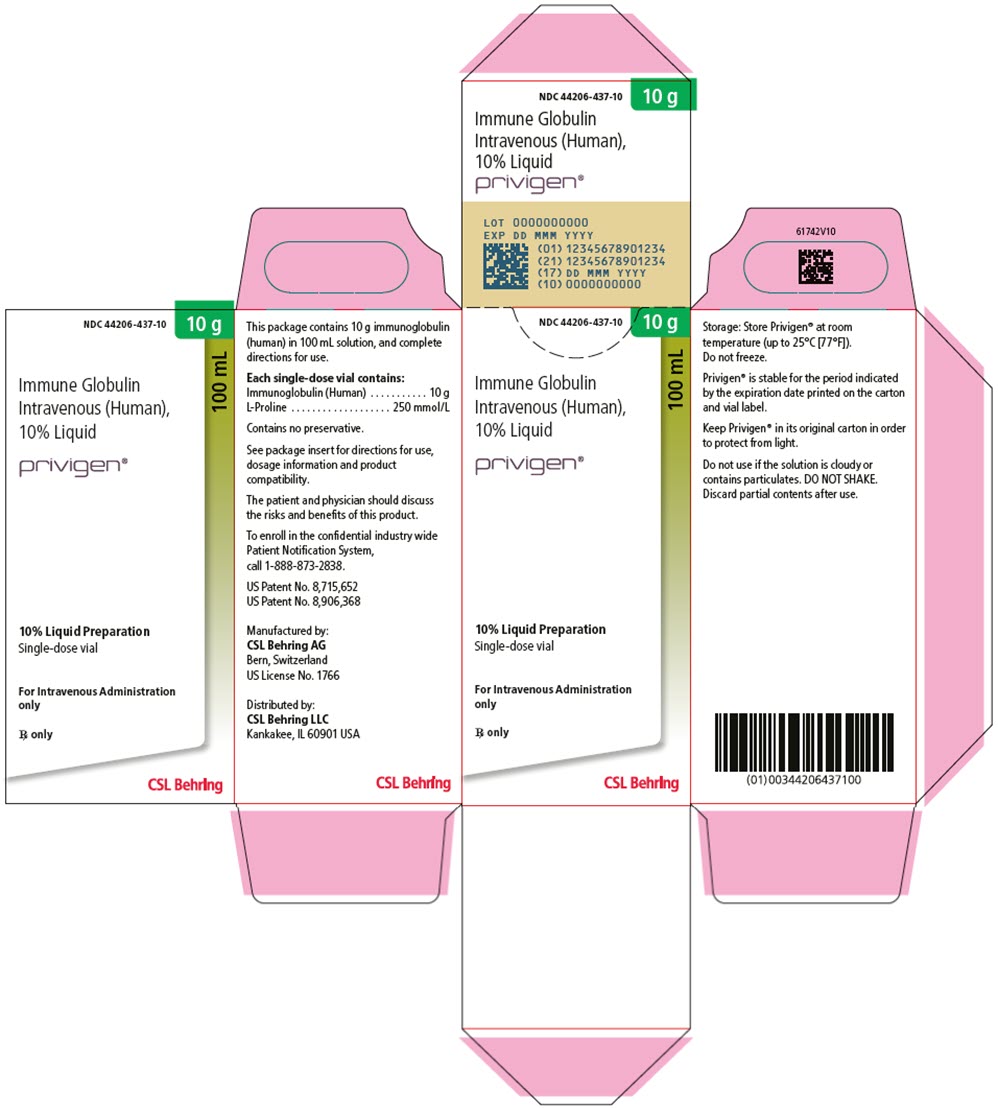 NDC 44206-437-10
10 g
Immune Globulin
Intravenous (Human),
10% Liquid
privigen®
LOT 0000000000
EXP DD MMM YYYY
(01) 12345678901234
(21) 12345678901234
(17) DD MMM YYYY
(10) 0000000000
61742V10
NDC 44206-437-10
10 g
100 mL
Immune Globulin
Intravenous (Human),
10% Liquid
privigen®
10% Liquid Preparation
Single-dose vial
For Intravenous Administration
only
℞ only
CSL Behring
This package contains 10 g immunoglobulin
(human) in 100 mL solution, and complete
directions for use.
Each single-dose vial contains:
Immunoglobulin (Human) ........... 10 g
L-Proline ................... 250 mmol/L
Contains no preservative.
See package insert for directions for use,
dosage information and product
compatibility.
The patient and physician should discuss
the risks and benefits of this product.
To enroll in the confidential industry wide
Patient Notification System,
call 1-888-873-2838.
US Patent No. 8,715,652
US Patent No. 8,906,368
Manufactured by:
CSL Behring AG
Bern, Switzerland
US License No. 1766
Distributed by:
CSL Behring LLC
Kankakee, IL 60901 USA
CSL Behring
NDC 44206-437-10
10 g
100 mL
Immune Globulin
Intravenous (Human),
10% Liquid
privigen®
10% Liquid Preparation
Single-dose vial
For Intravenous Administration
only
℞ only
CSL Behring
Storage: Store Privigen® at room
temperature (up to 25°C [77°F]).
Do not freeze.
Privigen® is stable for the period indicated
by the expiration date printed on the carton
and vial label.
Keep Privigen® in its original carton in order
to protect from light.
Do not use if the solution is cloudy or
contains particulates. DO NOT SHAKE.
Discard partial contents after use.
(01)00344206437100